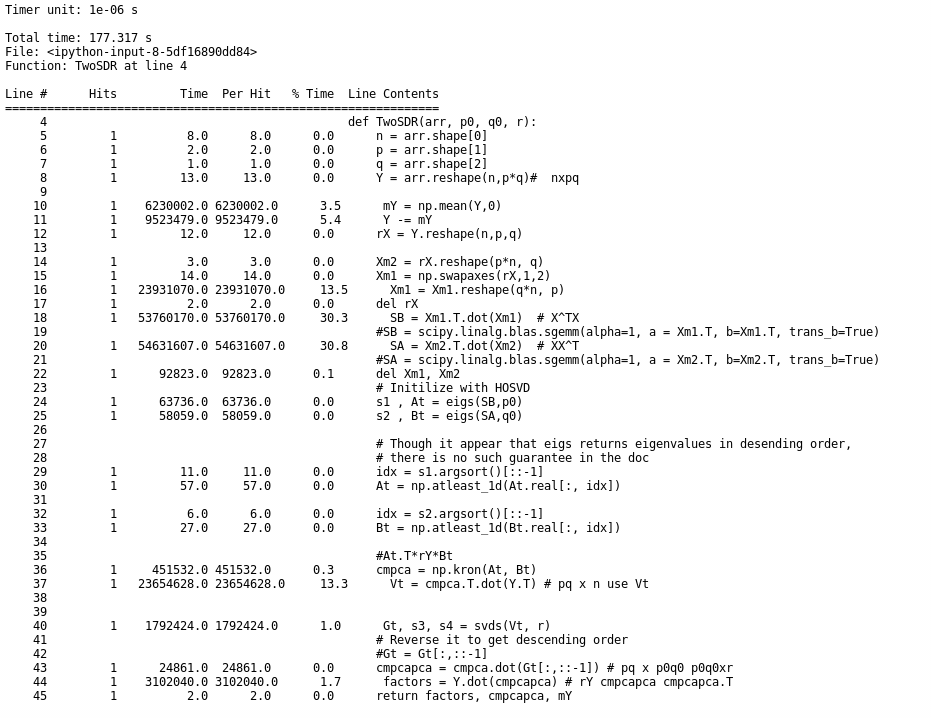 Timer unit: 1e-06 s
Total time: 177.317 s
File: <ipython-input-8-5df16890dd84>
Function: TwoSDR at line 4
Line # Hits Time Per Hit % Time Line Contents
==============================================================
4 def TwoSDR(arr, p0, q0, r):
5 1 8.0 8.0 0.0 n = arr.shape[0]
6 1 2.0 2.0 0.0 p = arr.shape[1]
7 1 1.0 1.0 0.0 q = arr.shape[2]
8 1 13.0 13.0 0.0 Y = arr.reshape(n,p*q)# nxpq
9
10 1 6230002.0 6230002.0 3.5 mY = np.mean(Y,0)
11 1 9523479.0 9523479.0 5.4 Y -= mY
12 1 12.0 12.0 0.0 rX = Y.reshape(n,p,q)
13
14 1 3.0 3.0 0.0 Xm2 = rX.reshape(p*n, q)
15 1 14.0 14.0 0.0 Xm1 = np.swapaxes(rX,1,2)
16 1 23931070.0 23931070.0 13.5 Xm1 = Xm1.reshape(q*n, p)
17 1 2.0 2.0 0.0 del rX
18 1 53760170.0 53760170.0 30.3 SB = Xm1.T.dot(Xm1) # X^TX
19 #SB = scipy.linalg.blas.sgemm(alpha=1, a = Xm1.T, b=Xm1.T, trans_b=True)
20 1 54631607.0 54631607.0 30.8 SA = Xm2.T.dot(Xm2) # XX^T
21 #SA = scipy.linalg.blas.sgemm(alpha=1, a = Xm2.T, b=Xm2.T, trans_b=True)
22 1 92823.0 92823.0 0.1 del Xm1, Xm2
23 # Initilize with HOSVD
24 1 63736.0 63736.0 0.0 s1 , At = eigs(SB,p0)
25 1 58059.0 58059.0 0.0 s2 , Bt = eigs(SA,q0)
26
27 # Though it appear that eigs returns eigenvalues in desending order,
28 # there is no such guarantee in the doc
29 1 11.0 11.0 0.0 idx = s1.argsort()[::-1]
30 1 57.0 57.0 0.0 At = np.atleast_1d(At.real[:, idx])
31
32 1 6.0 6.0 0.0 idx = s2.argsort()[::-1]
33 1 27.0 27.0 0.0 Bt = np.atleast_1d(Bt.real[:, idx])
34
35 #At.T*rY*Bt
36 1 451532.0 451532.0 0.3 cmpca = np.kron(At, Bt)
37 1 23654628.0 23654628.0 13.3 Vt = cmpca.T.dot(Y.T) # pq x n use Vt
38
39
40 1 1792424.0 1792424.0 1.0 Gt, s3, s4 = svds(Vt, r)
41 # Reverse it to get descending order
42 #Gt = Gt[:,::-1]
43 1 24861.0 24861.0 0.0 cmpcapca = cmpca.dot(Gt[:,::-1]) # pq x p0q0 p0q0xr
44 1 3102040.0 3102040.0 1.7 factors = Y.dot(cmpcapca) # rY cmpcapca cmpcapca.T
45 1 2.0 2.0 0.0 return factors, cmpcapca, mY